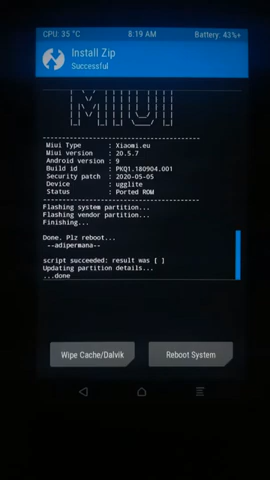 CPU: 35 °C 8:19 AM Battery: 43%+
Install Zip
Successful
Miui Type : Xiaomi.eu
Miui version : 20.5.7
Android version : 9
Build id : PKQ1.180904.001
Security patch : 2020-05-05
Device : ugglite
Status : Ported ROM
Flashing system partition...
Flashing vendor partition...
Finishing...
Done. Plz reboot...
--adipermana--
script succeeded: result was [ ]
Updating partition details...
...done
Wipe Cache/Dalvik Reboot System